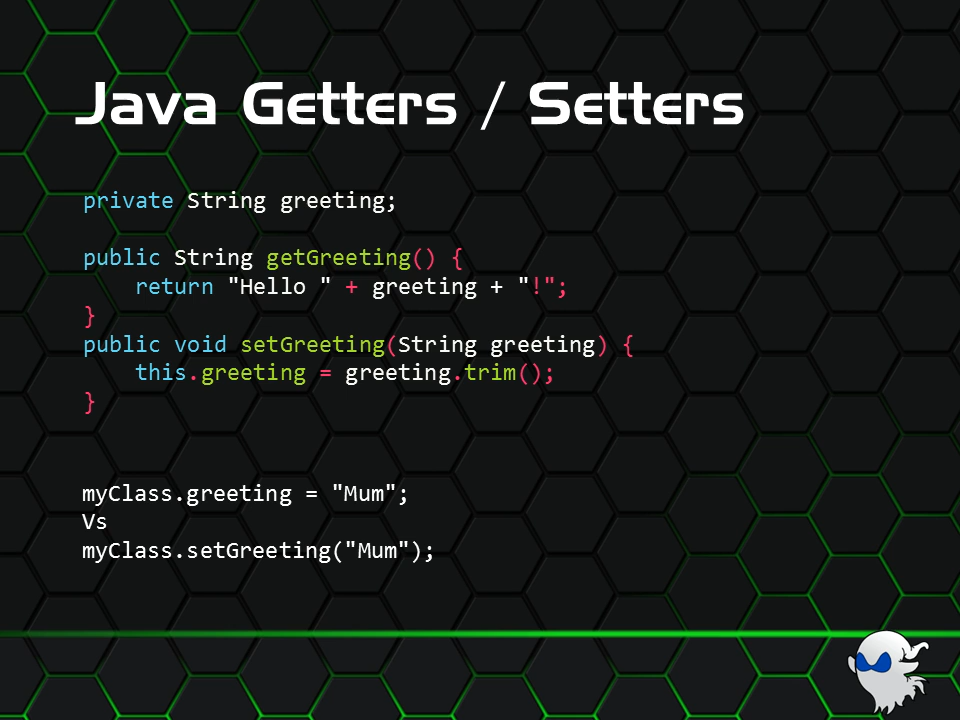 Java Getters / Setters
private String greeting;
public String getGreeting() {
    return "Hello " + greeting + "!";
}
public void setGreeting(String greeting) {
    this.greeting = greeting.trim();
}
myClass.greeting = "Mum";
Vs
myClass.setGreeting("Mum");